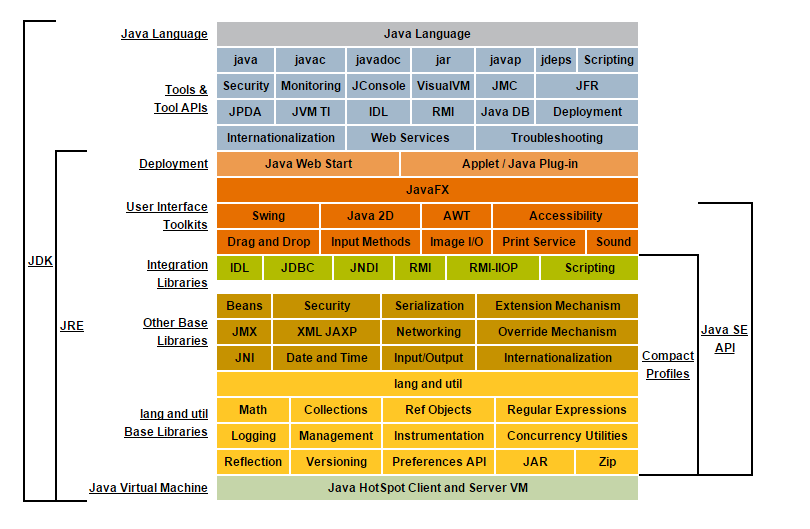 Java Language Java Language
java javac javadoc jar javap jdeps Scripting
Security Monitoring JConsole VisualVM JMC JFR
Tools &
Tool APIs
JPDA JVM TI IDL RMI Java DB Deployment
Internationalization Web Services Troubleshooting
Deployment Java Web Start Applet / Java Plug-in
JavaFX
User Interface
Toolkits
Swing Java 2D AWT Accessibility
Drag and Drop Input Methods Image I/O Print Service Sound
Integration
Libraries
IDL JDBC JNDI RMI RMI-IIOP Scripting
JDK
JRE
Other Base
Libraries
Beans Security Serialization Extension Mechanism
JMX XML JAXP Networking Override Mechanism
JNI Date and Time Input/Output Internationalization
Java SE
API
Compact
Profiles
lang and util
lang and util
Base Libraries
Math Collections Ref Objects Regular Expressions
Logging Management Instrumentation Concurrency Utilities
Reflection Versioning Preferences API JAR Zip
Java Virtual Machine Java HotSpot Client and Server VM